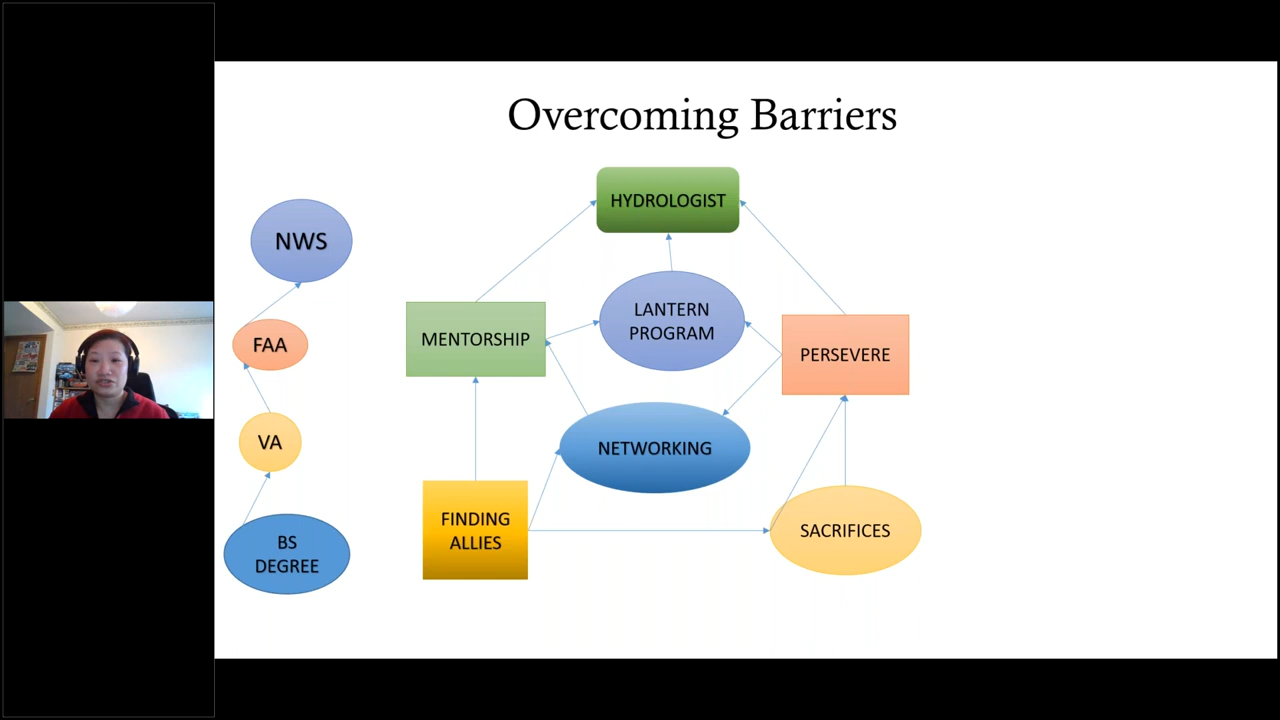 Overcoming Barriers
HYDROLOGIST
NWS
LANTERN
PROGRAM
MENTORSHIP
FAA
PERSEVERE
VA
NETWORKING
FINDING
ALLIES
SACRIFICES
BS
DEGREE